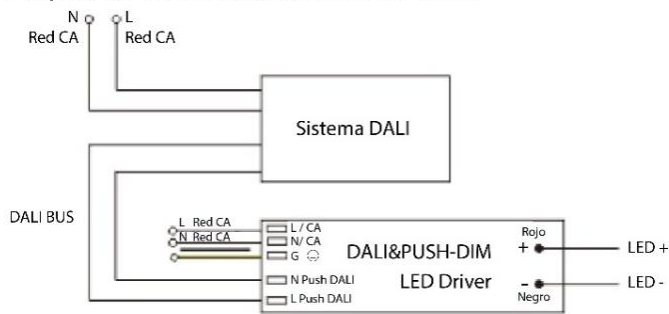 N
L
Red CA
Red CA
Sistema DALI
DALI BUS
L Red CA
N Red CA
L / CA
N/ CA
G
N Push DALI
L Push DALI
DALI&PUSH-DIM
LED Driver
Rojo
+
-
Negro
LED +
LED -